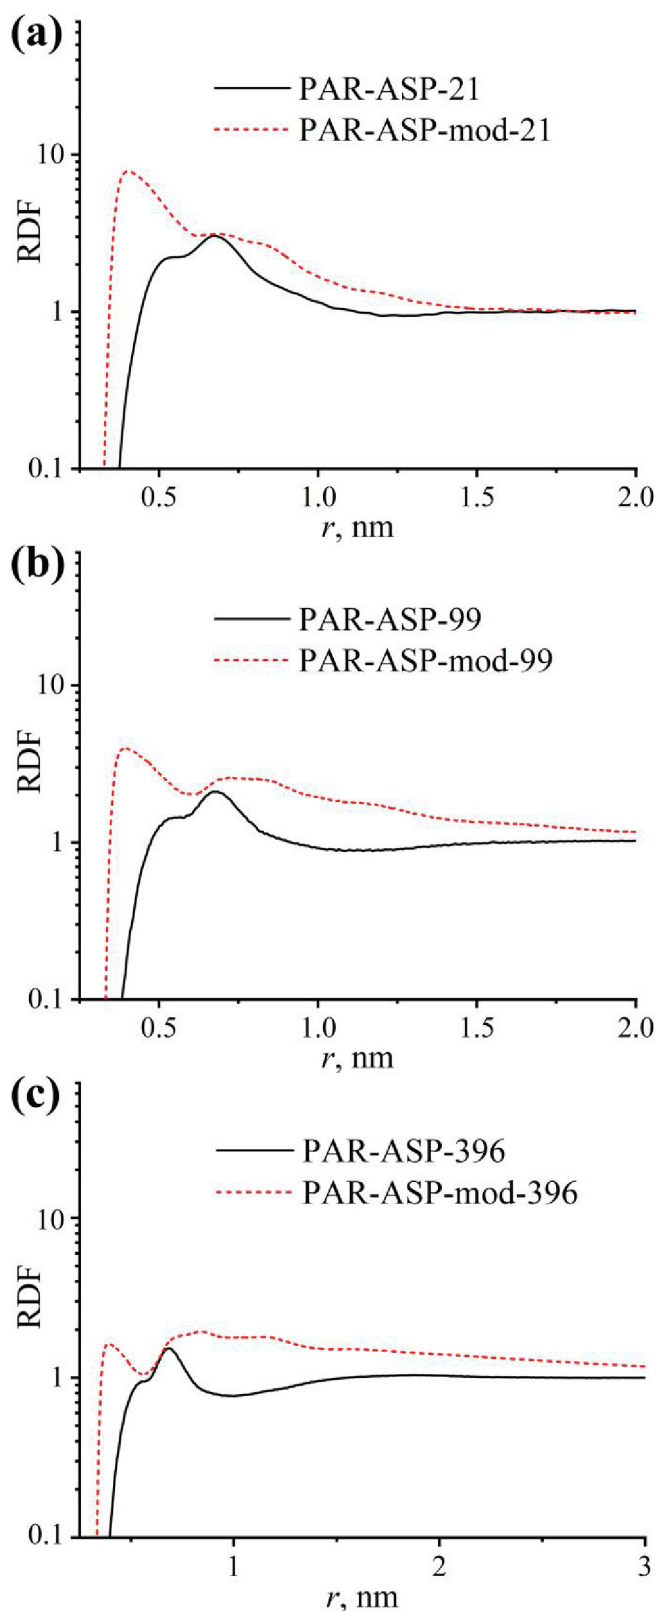 (a)
PAR-ASP-21
PAR-ASP-mod-21
10
RDF
1
0.1
0.5 1.0 1.5 2.0
r, nm
(b)
PAR-ASP-99
PAR-ASP-mod-99
10
RDF
1
0.1
0.5 1.0 1.5 2.0
r, nm
(c)
PAR-ASP-396
PAR-ASP-mod-396
10
RDF
1
0.1
1 2 3
r, nm